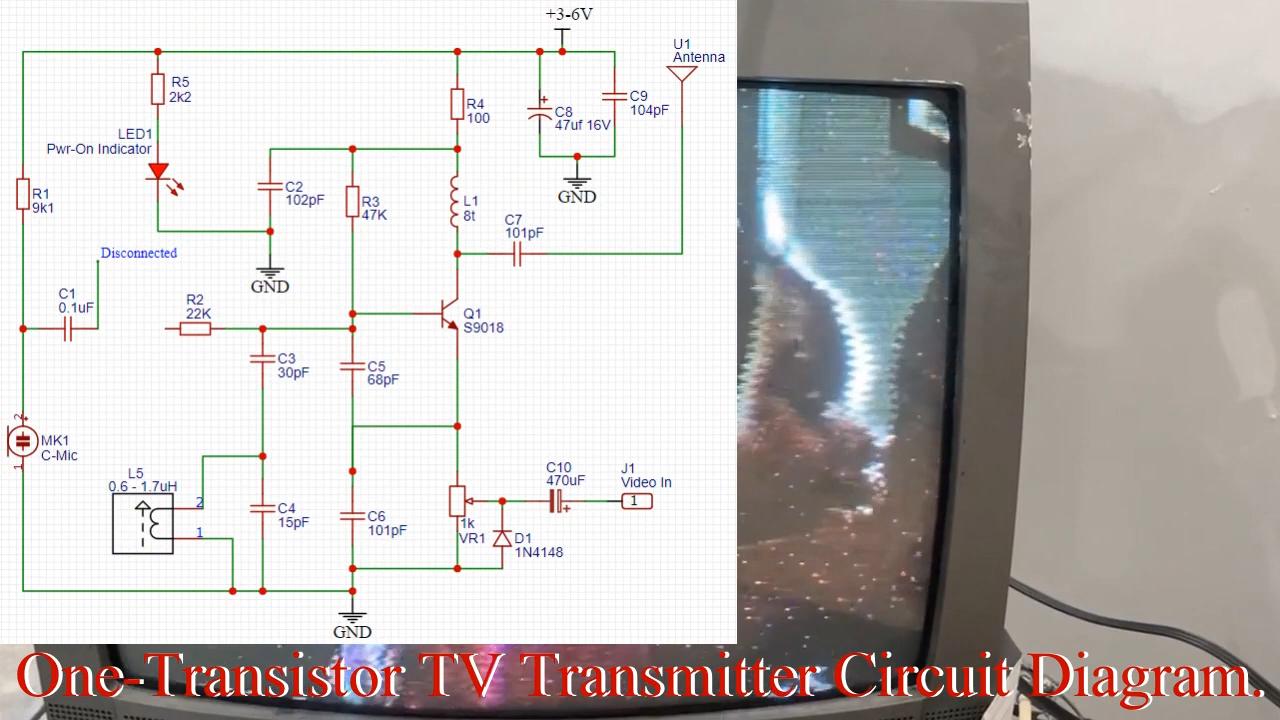 +3-6V
U1
Antenna
R5
2k2
R4
100
C8
47uf 16V
C9
104pF
LED1
Pwr-On Indicator
GND
R1
9k1
C2
102pF
R3
47K
L1
8t
C7
101pF
Disconnected
GND
C1
0.1uF
R2
22K
Q1
S9018
C3
30pF
C5
68pF
2
MK1
C-Mic
1
L5
0.6 - 1.7uH
2
1
C4
15pF
C6
101pF
1k
VR1
D1
1N4148
C10
470uF
J1
Video In
1
GND
One-Transistor TV Transmitter Circuit Diagram.